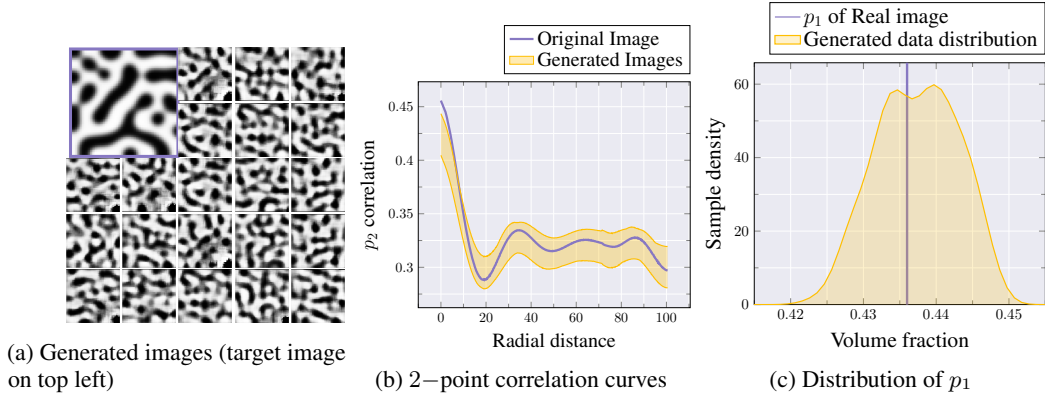 (a) Generated images (target image
on top left)
Original Image
Generated Images
0.45
0.4
0.35
0.3
p₂ correlation
0 20 40 60 80 100
Radial distance
(b) 2−point correlation curves
p₁ of Real image
Generated data distribution
60
40
20
0
Sample density
0.42 0.43 0.44 0.45
Volume fraction
(c) Distribution of p₁